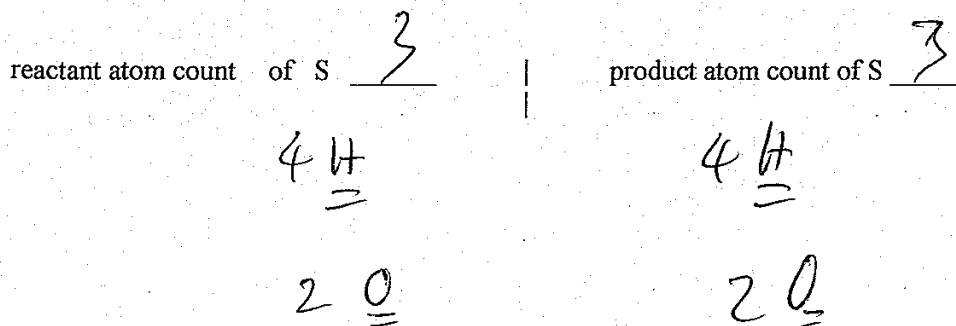 reactant atom count of S 3 | product atom count of S 3
4 H 4 H
2 O 2 O